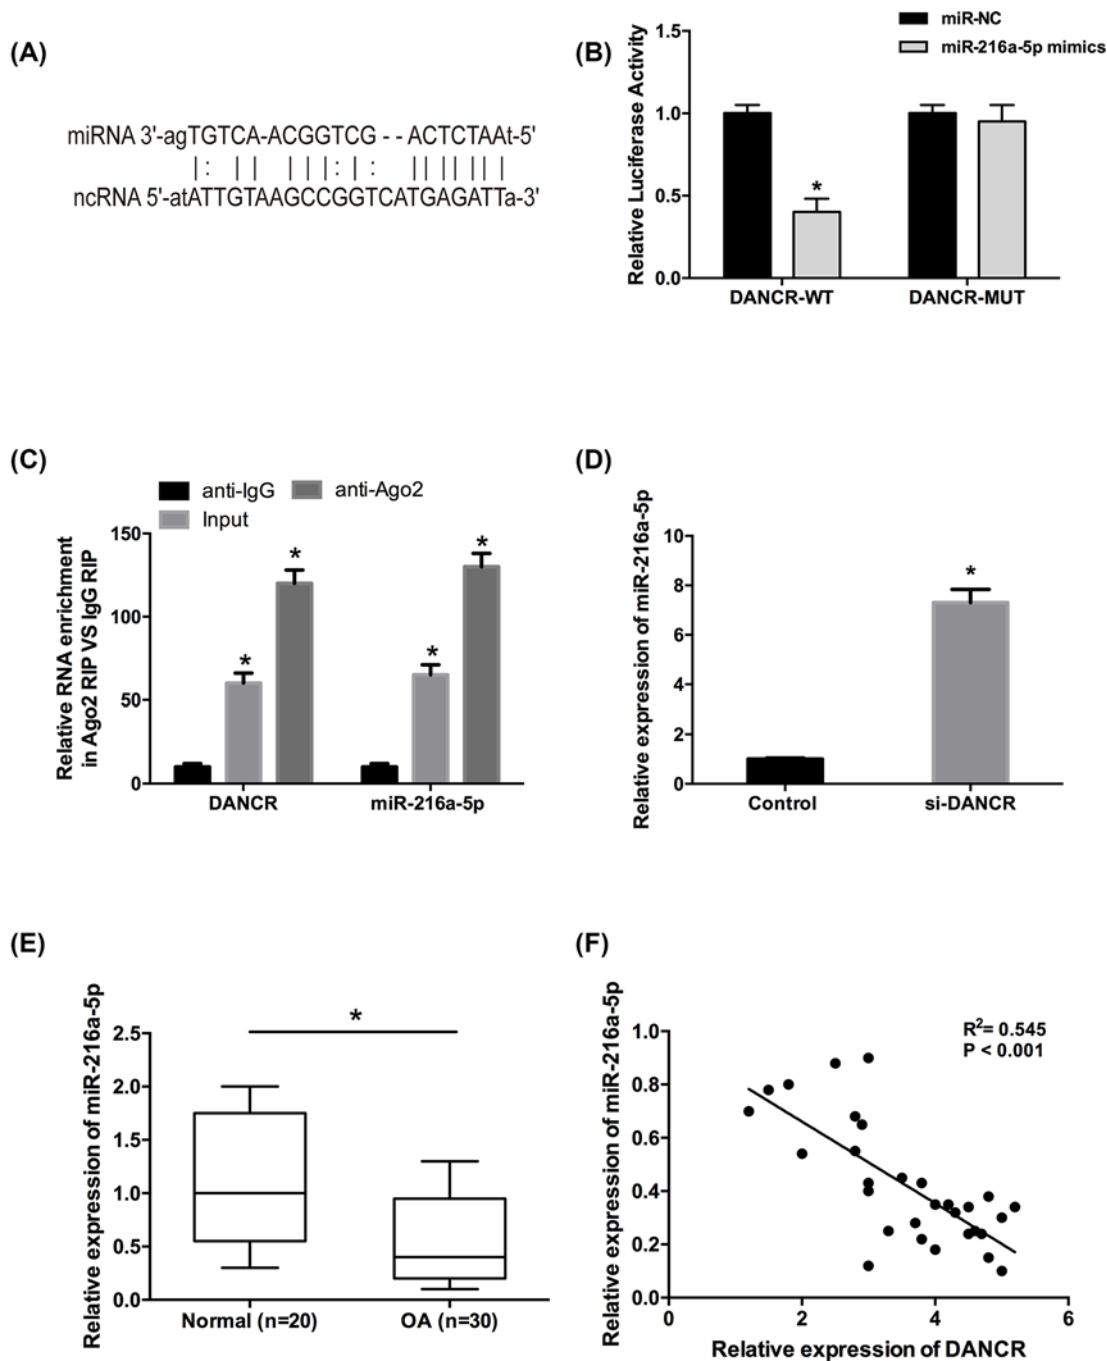 (A)
miRNA 3'-agTGTCA-ACGGTCG - - ACTCTAAt-5'
| : | | | | | : | : | | | | | |
ncRNA 5'-atATTGTAAGCCGGTCATGAGATTa-3'
(B)
miR-NC
miR-216a-5p mimics
Relative Luciferase Activity
1.5
1.0
0.5
0.0
*
DANCR-WT
DANCR-MUT
(C)
anti-IgG
anti-Ago2
Input
Relative RNA enrichment
in Ago2 RIP VS IgG RIP
150
100
50
0
*
*
*
*
DANCR
miR-216a-5p
(D)
Relative expression of miR-216a-5p
10
8
6
4
2
0
*
Control
si-DANCR
(E)
Relative expression of miR-216a-5p
2.5
2.0
1.5
1.0
0.5
0.0
*
Normal (n=20)
OA (n=30)
(F)
Relative expression of miR-216a-5p
1.0
0.8
0.6
0.4
0.2
0.0
R²= 0.545
P < 0.001
0
2
4
6
Relative expression of DANCR